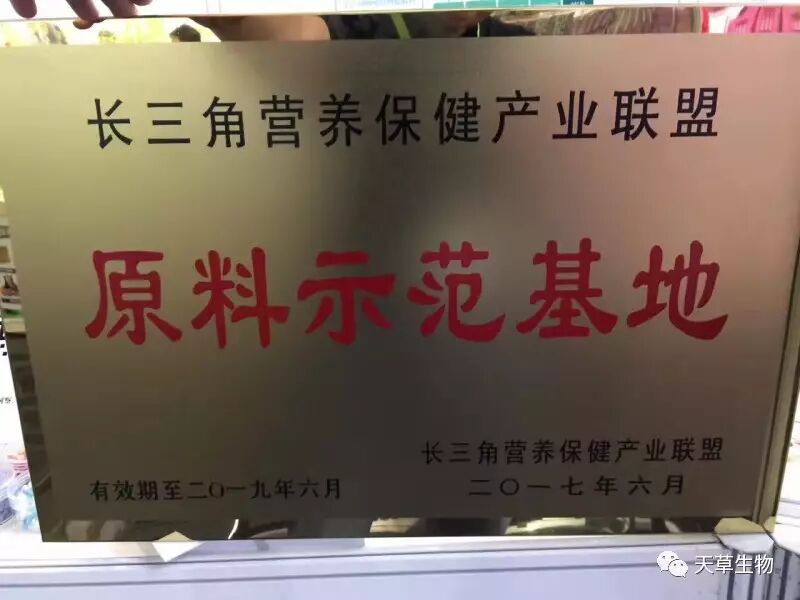 长三角营养保健产业联盟
原料示范基地
长三角营养保健产业联盟
有效期至二〇一九年六月
二〇一七年六月
天草生物